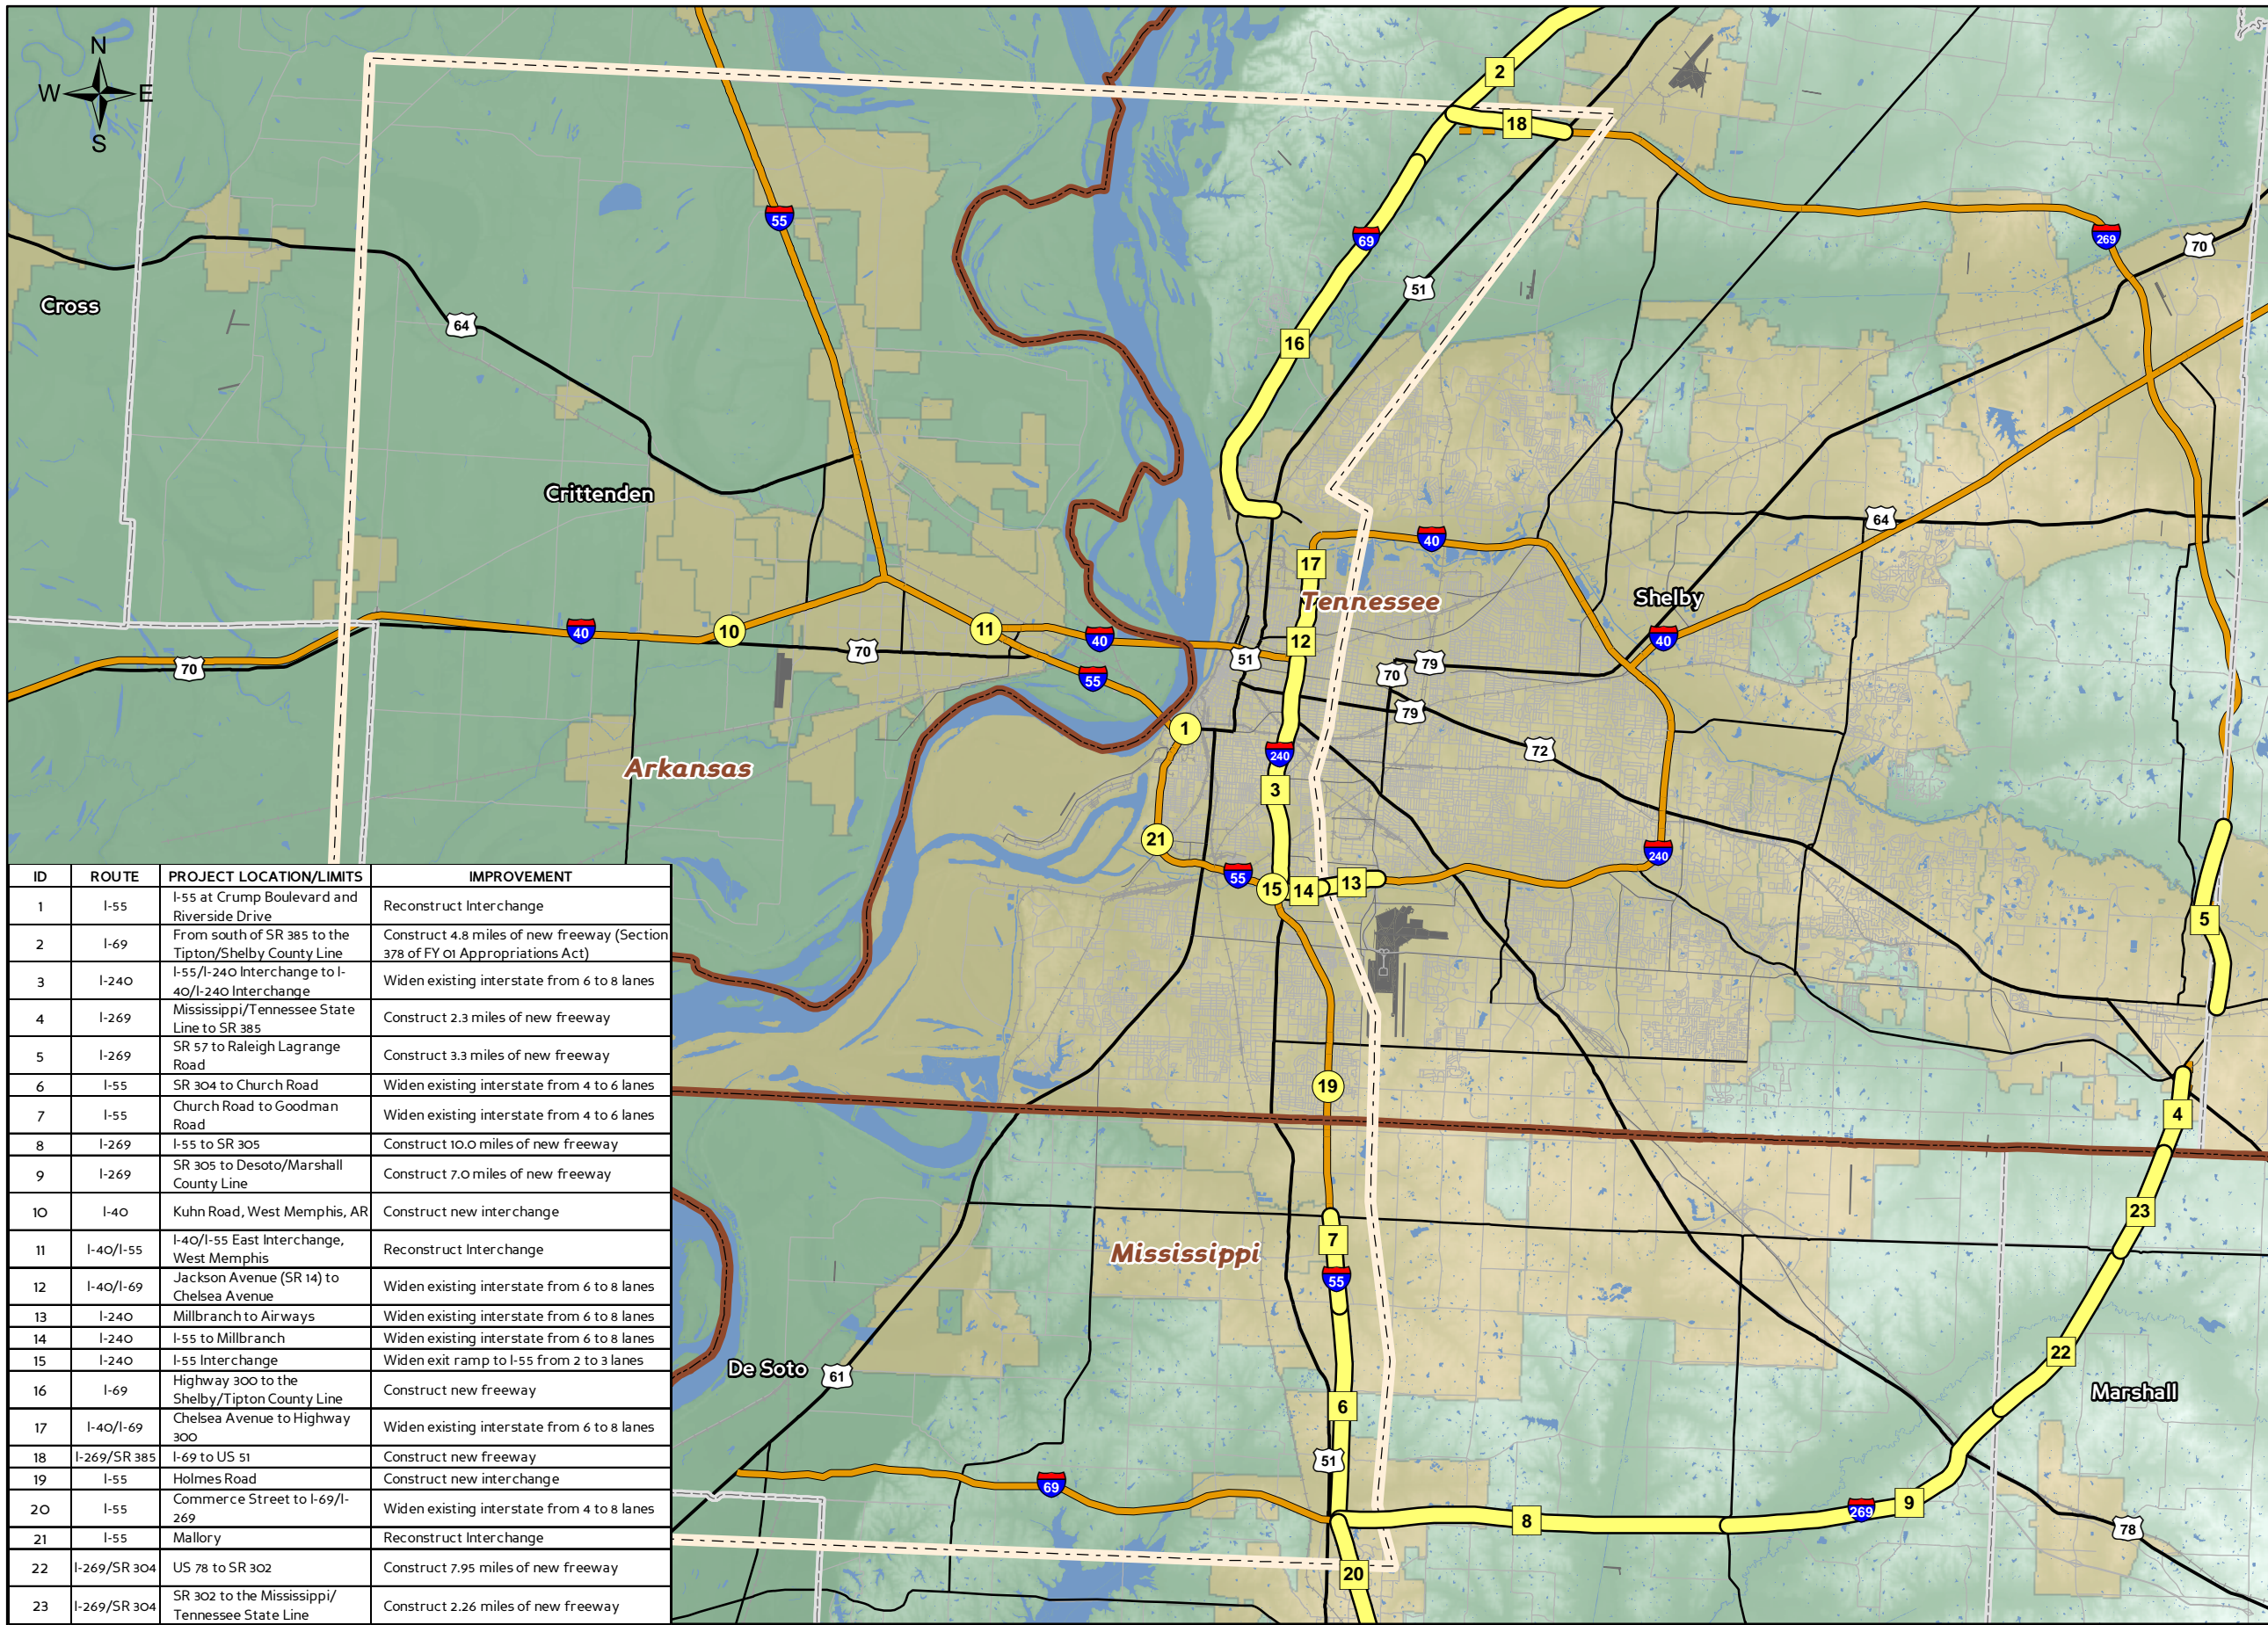 N
W E
S
2
18
55
69
269
70
Cross
51
64
16
Crittenden
40
64
17
Tennessee
Shelby
10
40
11
40
12
40
70
70
51
79
70
55
79
1
72
Arkansas
240
3
21
240
55
15
14
13
5
19
4
23
7
Mississippi
55
22
De Soto
61
Marshall
6
51
69
8
269
9
78
20
ID ROUTE PROJECT LOCATION/LIMITS IMPROVEMENT
1 I-55 I-55 at Crump Boulevard and Reconstruct Interchange
Riverside Drive
2 I-69 From south of SR 385 to the Construct 4.8 miles of new freeway (Section
Tipton/Shelby County Line 378 of FY 01 Appropriations Act)
3 I-240 I-55/I-240 Interchange to I- Widen existing interstate from 6 to 8 lanes
40/I-240 Interchange
4 I-269 Mississippi/Tennessee State Construct 2.3 miles of new freeway
Line to SR 385
5 I-269 SR 57 to Raleigh Lagrange Construct 3.3 miles of new freeway
Road
6 I-55 SR 304 to Church Road Widen existing interstate from 4 to 6 lanes
7 I-55 Church Road to Goodman Widen existing interstate from 4 to 6 lanes
Road
8 I-269 I-55 to SR 305 Construct 10.0 miles of new freeway
9 I-269 SR 305 to Desoto/Marshall Construct 7.0 miles of new freeway
County Line
10 I-40 Kuhn Road, West Memphis, AR Construct new interchange
11 I-40/I-55 I-40/I-55 East Interchange, Reconstruct Interchange
West Memphis
12 I-40/I-69 Jackson Avenue (SR 14) to Widen existing interstate from 6 to 8 lanes
Chelsea Avenue
13 I-240 Millbranch to Airways Widen existing interstate from 6 to 8 lanes
14 I-240 I-55 to Millbranch Widen existing interstate from 6 to 8 lanes
15 I-240 I-55 Interchange Widen exit ramp to I-55 from 2 to 3 lanes
16 I-69 Highway 300 to the Construct new freeway
Shelby/Tipton County Line
17 I-40/I-69 Chelsea Avenue to Highway Widen existing interstate from 6 to 8 lanes
300
18 I-269/SR 385 I-69 to US 51 Construct new freeway
19 I-55 Holmes Road Construct new interchange
20 I-55 Commerce Street to I-69/I- Widen existing interstate from 4 to 8 lanes
269
21 I-55 Mallory Reconstruct Interchange
22 I-269/SR 304 US 78 to SR 302 Construct 7.95 miles of new freeway
23 I-269/SR 304 SR 302 to the Mississippi/ Construct 2.26 miles of new freeway
Tennessee State Line